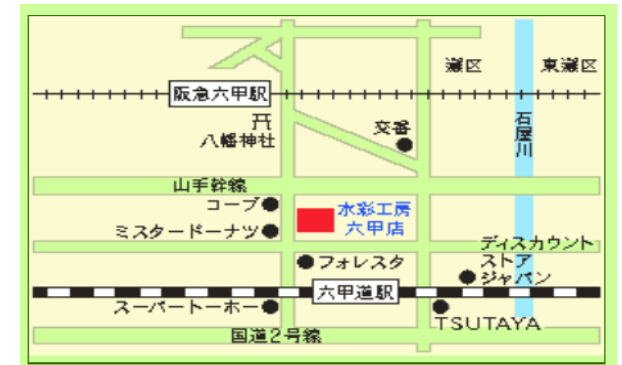 灘区
東灘区
阪急六甲駅
八幡神社
交番
石屋川
山手幹線
コープ
水彩工房
六甲店
ミスタードーナツ
ディスカウント
ストア
ジャパン
フォレスタ
六甲道駅
スーパートーホー
TSUTAYA
国道2号線